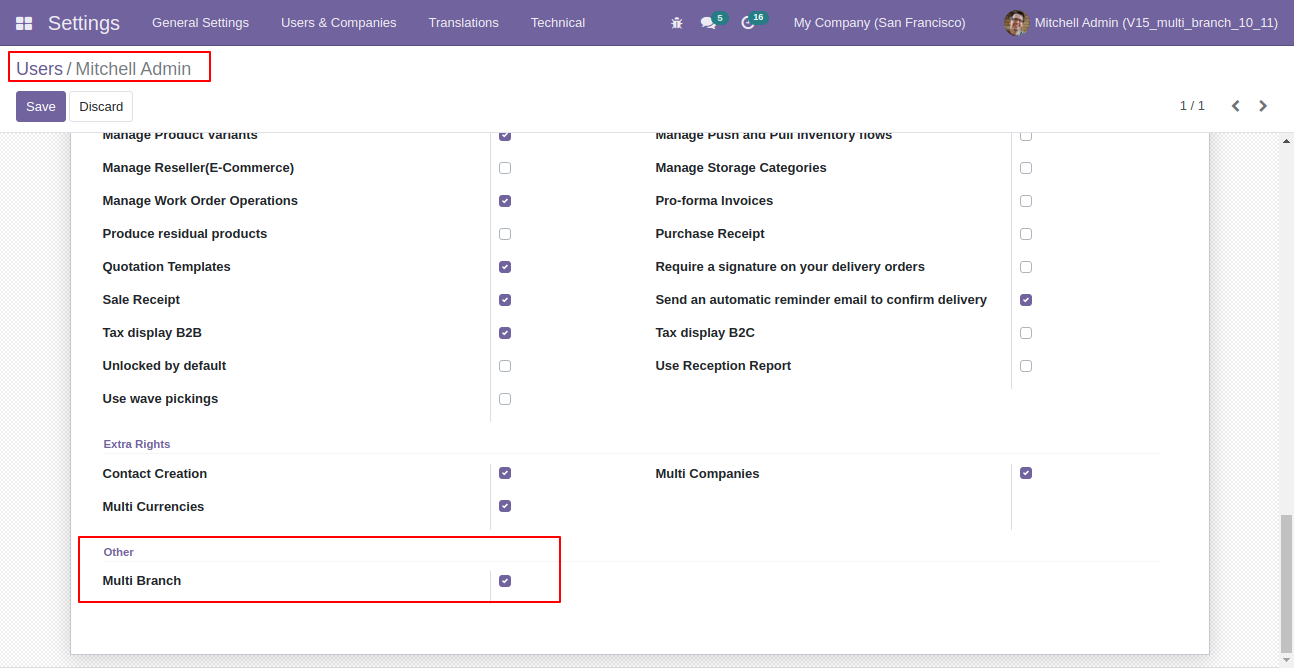 Settings General Settings Users & Companies Translations Technical 5 16 My Company (San Francisco) Mitchell Admin (V15_multi_branch_10_11)
Users / Mitchell Admin
Save Discard 1 / 1
Manage Product Variants Manage Push and Pull inventory flows
Manage Reseller(E-Commerce) Manage Storage Categories
Manage Work Order Operations Pro-forma Invoices
Produce residual products Purchase Receipt
Quotation Templates Require a signature on your delivery orders
Sale Receipt Send an automatic reminder email to confirm delivery
Tax display B2B Tax display B2C
Unlocked by default Use Reception Report
Use wave pickings
Extra Rights
Contact Creation Multi Companies
Multi Currencies
Other
Multi Branch